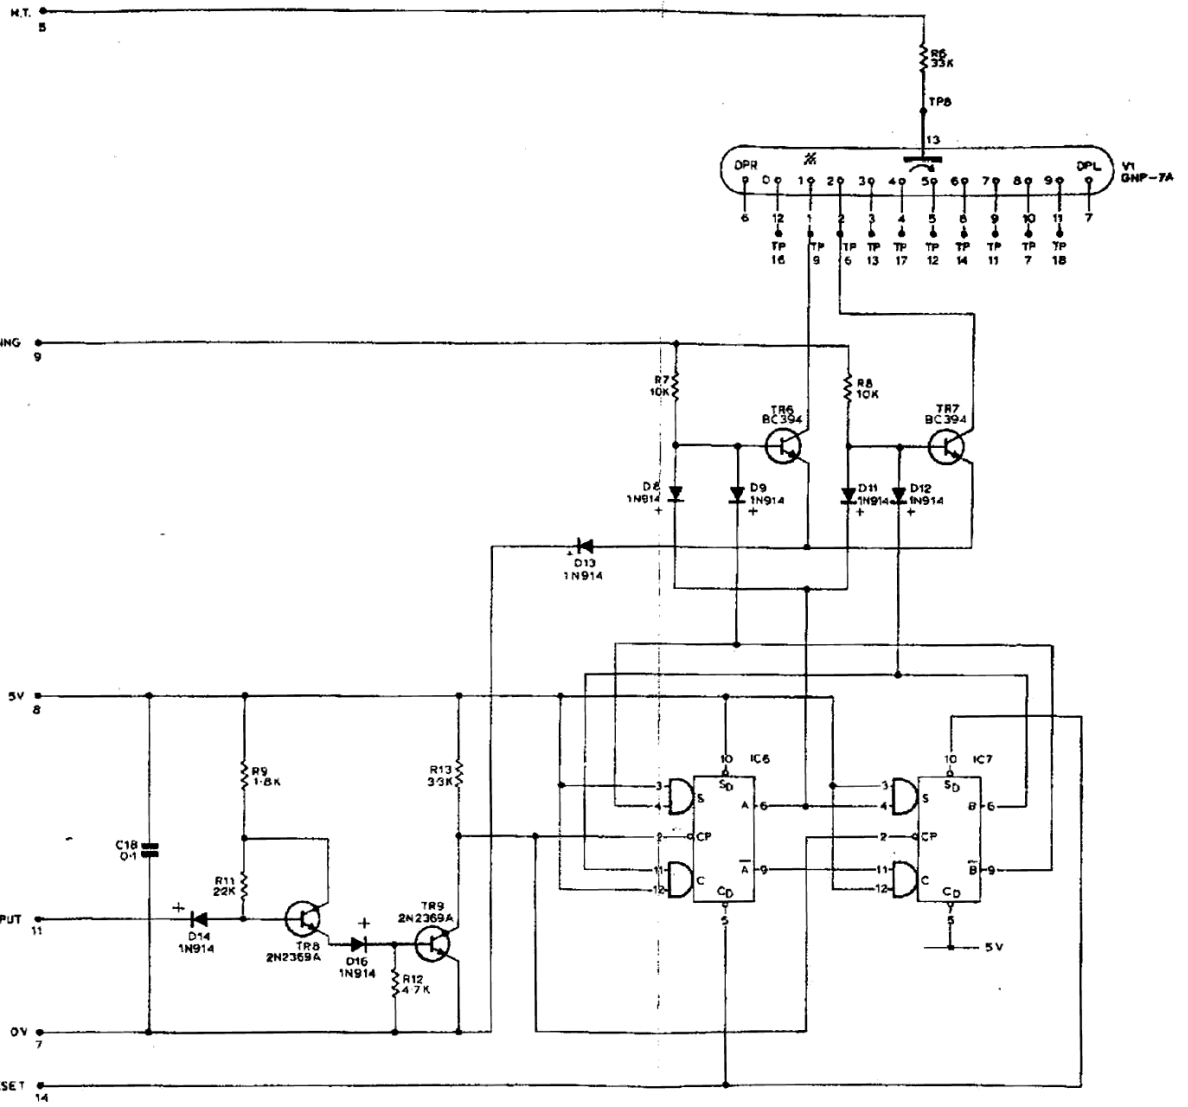 H.T.
5
R6
33K
TP8
13
DPR
0 1 2 3 4 5 6 7 8 9
DPL
V1
GNP-7A
6 12 1 2 3 4 5 8 9 10 11 7
TP TP TP TP TP TP TP TP TP TP
16 9 6 13 17 12 14 11 7 18
NNG
9
R7
10K
R8
10K
TR6
BC394
TR7
BC394
D8
1N914
+
D9
1N914
+
D11
1N914
+
D12
1N914
+
+
D13
1N914
5V
8
R9
1·8K
R13
3·3K
10 IC6
SD
3
4
S
A 6
2
CP
11
12
C
A 9
CD
5
10 IC7
SD
3
4
S
B 6
2
CP
11
12
C
B 9
CD
5
5V
C18
0·1
R11
22K
PUT
11
+
D14
1N914
TR8
2N2369A
+
D16
1N914
TR9
2N2369A
R12
4·7K
0V
7
ESET
14